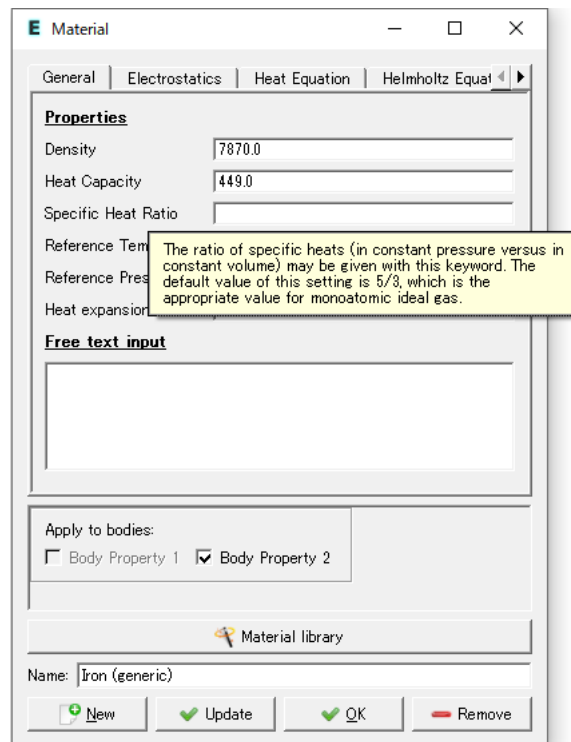 Material
General Electrostatics Heat Equation Helmholtz Equat
Properties
Density 7870.0
Heat Capacity 449.0
Specific Heat Ratio
Reference Tem
Reference Pres
Heat expansion
The ratio of specific heats (in constant pressure versus in
constant volume) may be given with this keyword. The
default value of this setting is 5/3, which is the
appropriate value for monoatomic ideal gas.
Free text input
Apply to bodies:
Body Property 1 Body Property 2
Material library
Name: Iron (generic)
New Update OK Remove